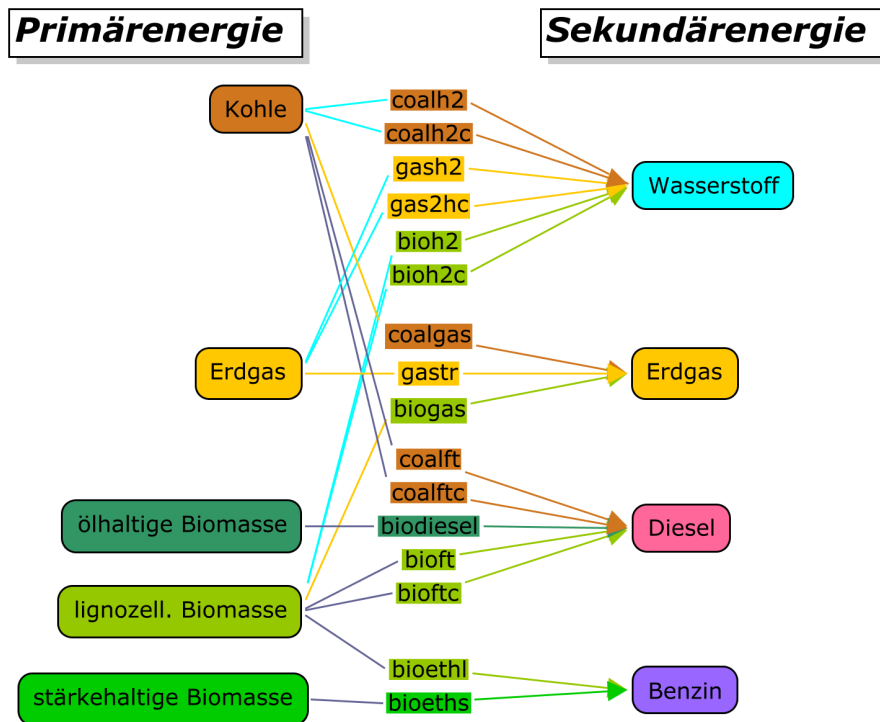 Primärenergie
Sekundärenergie
Kohle
Erdgas
ölhaltige Biomasse
lignozell. Biomasse
stärkehaltige Biomasse
coalh2
coalh2c
gash2
gas2hc
bioh2
bioh2c
coalgas
gastr
biogas
coalft
coalftc
biodiesel
bioft
bioftc
bioethl
bioeths
Wasserstoff
Erdgas
Diesel
Benzin